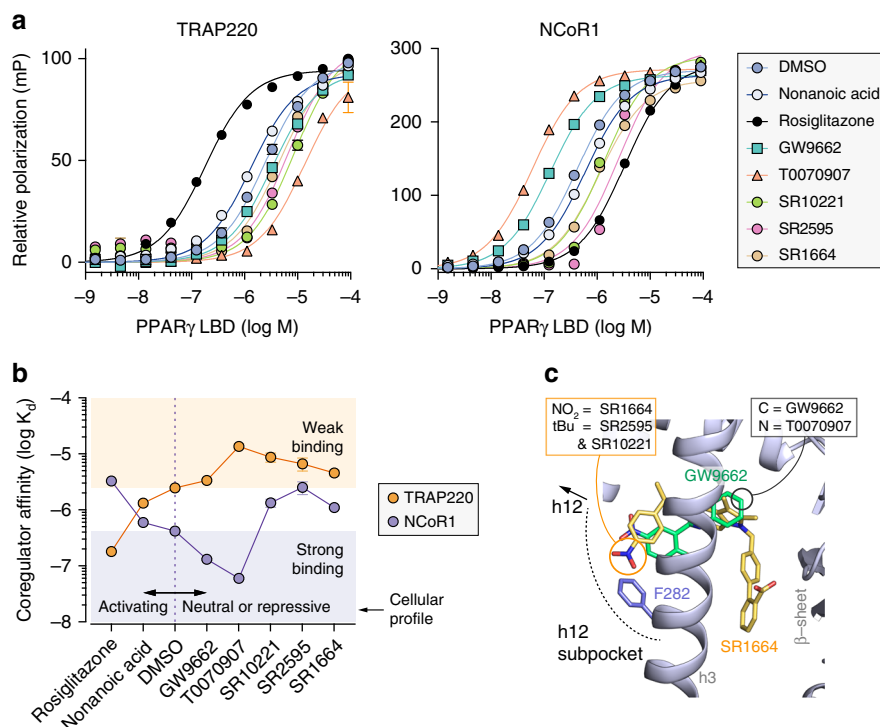 a
TRAP220
NCoR1
Relative polarization (mP)
100
50
0
–9 –8 –7 –6 –5 –4
PPARγ LBD (log M)
300
200
100
0
–9 –8 –7 –6 –5 –4
PPARγ LBD (log M)
DMSO
Nonanoic acid
Rosiglitazone
GW9662
T0070907
SR10221
SR2595
SR1664
b
Coregulator affinity (log Kd)
–4
–5
–6
–7
–8
Weak
binding
Strong
binding
Activating
Neutral or repressive
TRAP220
NCoR1
Cellular
profile
Rosiglitazone
Nonanoic acid
DMSO
GW9662
T0070907
SR10221
SR2595
SR1664
c
NO2 = SR1664
tBu = SR2595
& SR10221
C = GW9662
N = T0070907
GW9662
h12
F282
h12
subpocket
h3
SR1664
β–sheet